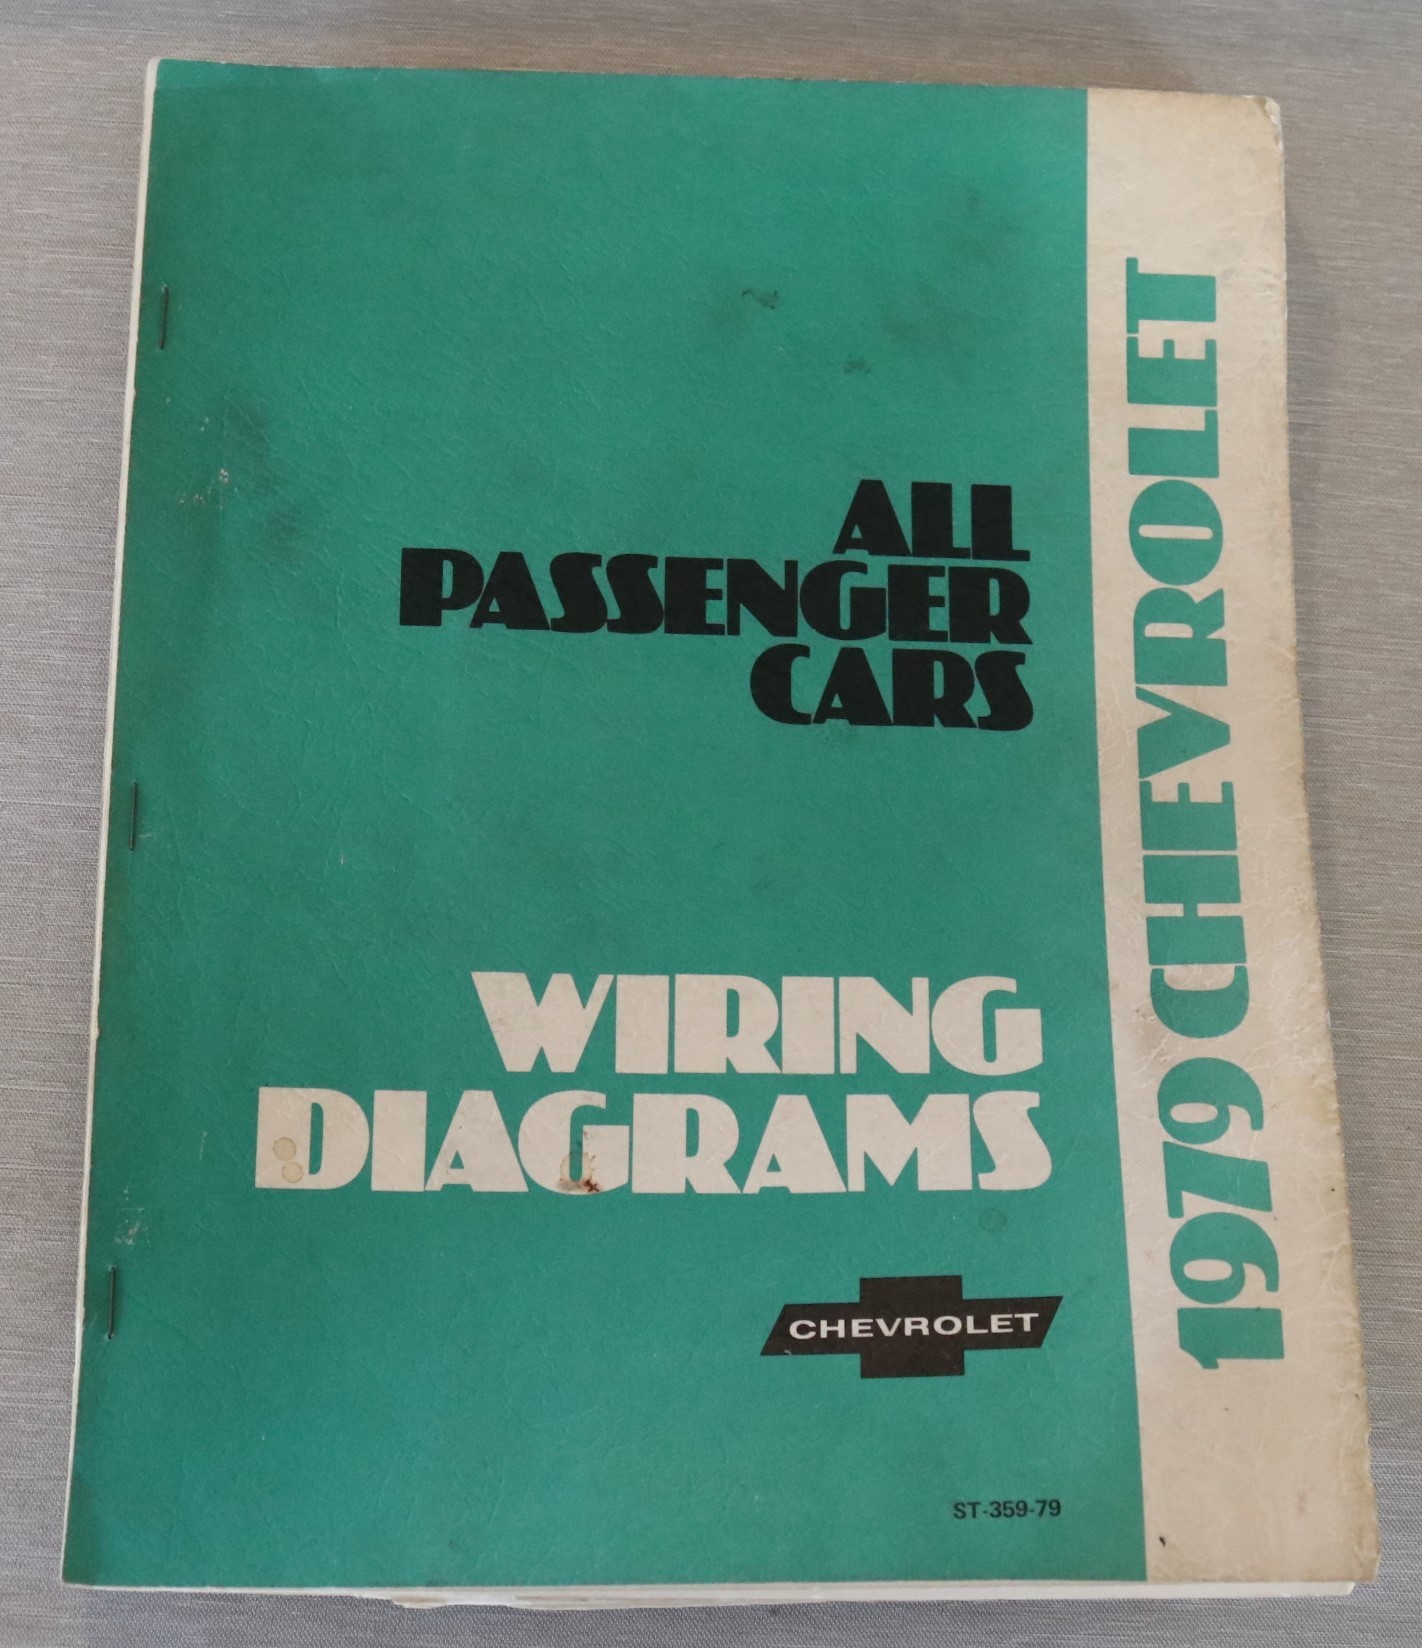 ALL
PASSENGER
CARS
WIRING
DIAGRAMS
CHEVROLET
ST-359-79
1979 CHEVROLET